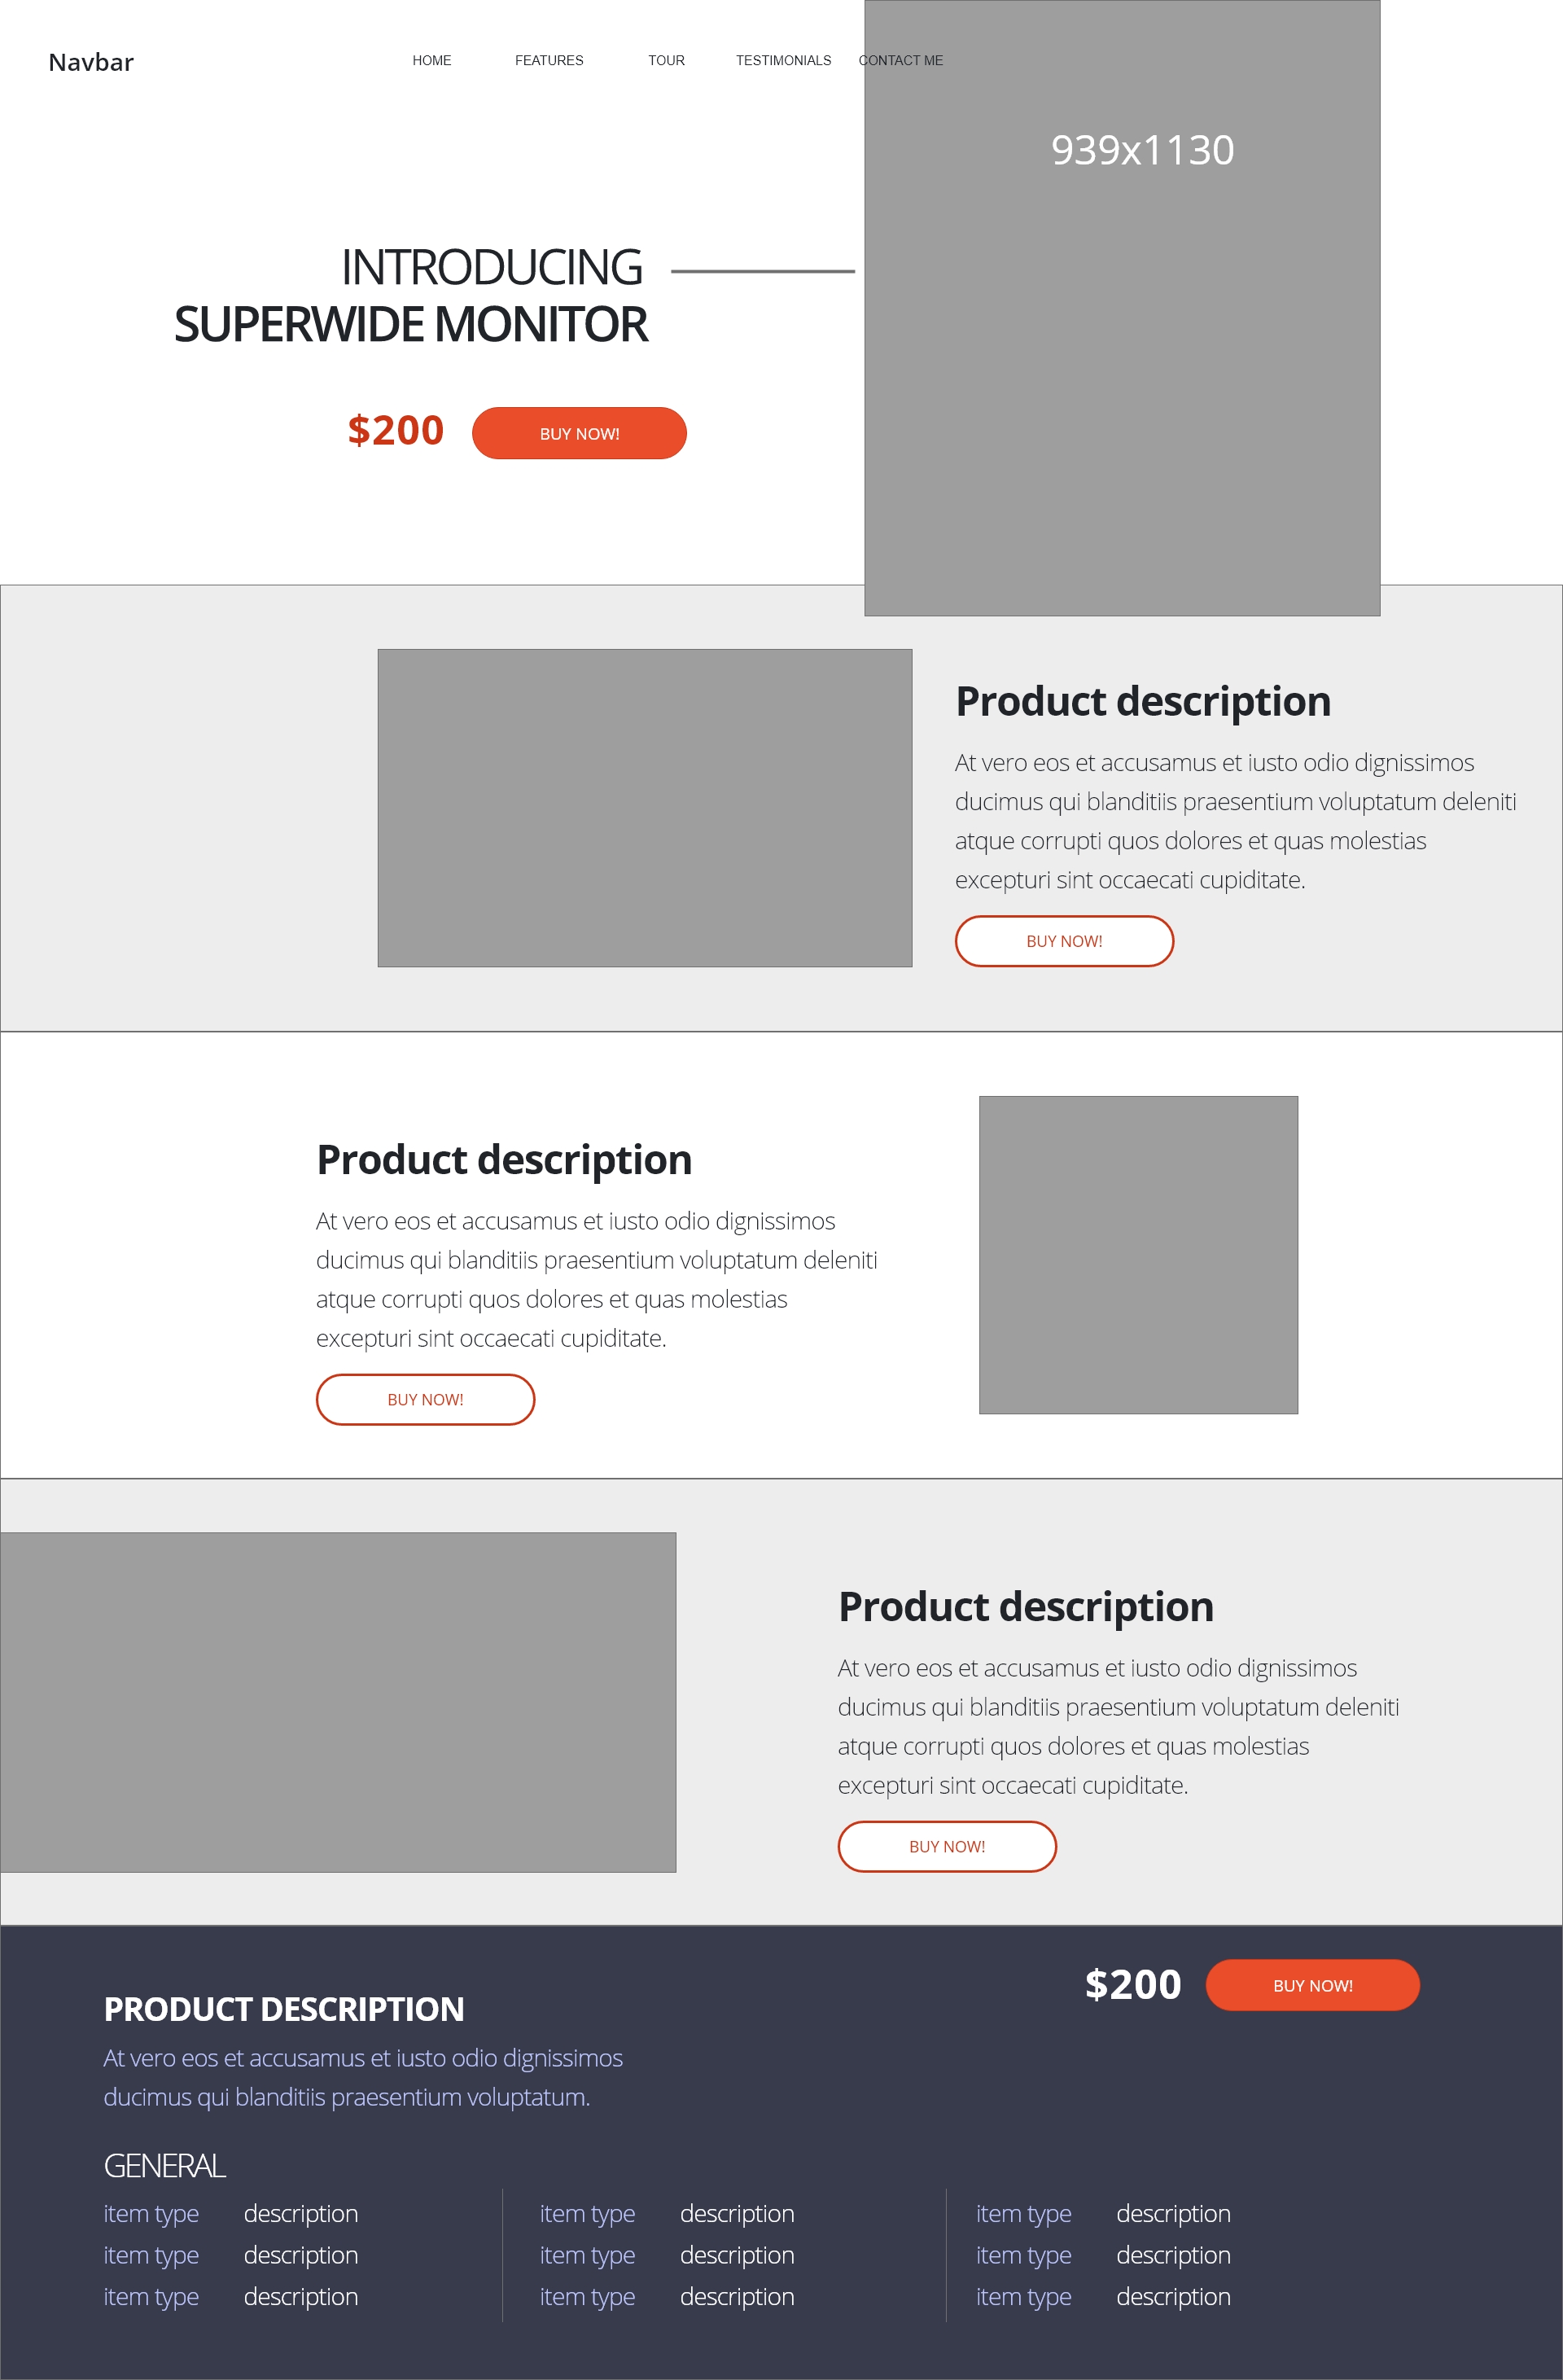 Navbar
HOME FEATURES TOUR TESTIMONIALS CONTACT ME
939x1130
INTRODUCING
SUPERWIDE MONITOR
$200 BUY NOW!
Product description
At vero eos et accusamus et iusto odio dignissimos
ducimus qui blanditiis praesentium voluptatum deleniti
atque corrupti quos dolores et quas molestias
excepturi sint occaecati cupiditate.
BUY NOW!
Product description
At vero eos et accusamus et iusto odio dignissimos
ducimus qui blanditiis praesentium voluptatum deleniti
atque corrupti quos dolores et quas molestias
excepturi sint occaecati cupiditate.
BUY NOW!
Product description
At vero eos et accusamus et iusto odio dignissimos
ducimus qui blanditiis praesentium voluptatum deleniti
atque corrupti quos dolores et quas molestias
excepturi sint occaecati cupiditate.
BUY NOW!
$200 BUY NOW!
PRODUCT DESCRIPTION
At vero eos et accusamus et iusto odio dignissimos
ducimus qui blanditiis praesentium voluptatum.
GENERAL
item type description item type description item type description
item type description item type description item type description
item type description item type description item type description